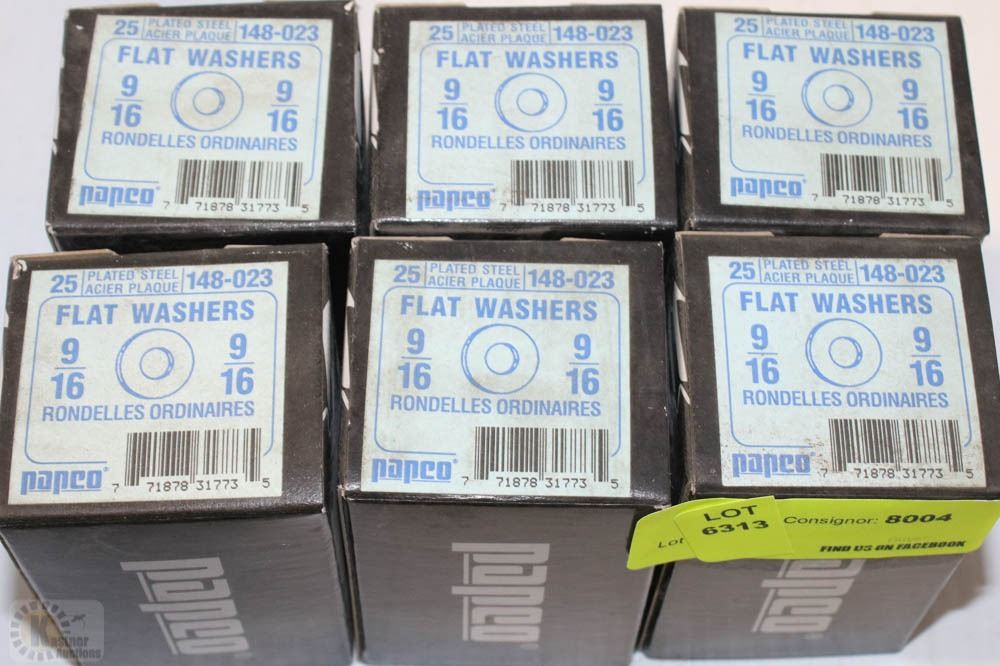 25 PLATED STEEL ACIER PLAQUE 148-023
FLAT WASHERS
9/16 9/16
RONDELLES ORDINAIRES
papco
7 71878 31773 5
25 PLATED STEEL ACIER PLAQUE 148-023
FLAT WASHERS
9/16 9/16
RONDELLES ORDINAIRES
papco
7 71878 31773 5
25 PLATED STEEL ACIER PLAQUE 148-023
FLAT WASHERS
9/16 9/16
RONDELLES ORDINAIRES
papco
7 71878 31773 5
25 PLATED STEEL ACIER PLAQUE 148-023
FLAT WASHERS
9/16 9/16
RONDELLES ORDINAIRES
papco
7 71878 31773 5
papco
25 PLATED STEEL ACIER PLAQUE 148-023
FLAT WASHERS
9/16 9/16
RONDELLES ORDINAIRES
papco
7 71878 31773 5
papco
25 PLATED STEEL ACIER PLAQUE 148-023
FLAT WASHERS
9/16 9/16
RONDELLES ORDINAIRES
papco
7 71878 31773 5
LOT
6313
Lot
Consignor: 8004
FIND US ON FACEBOOK
papco
Kastner
Auctions